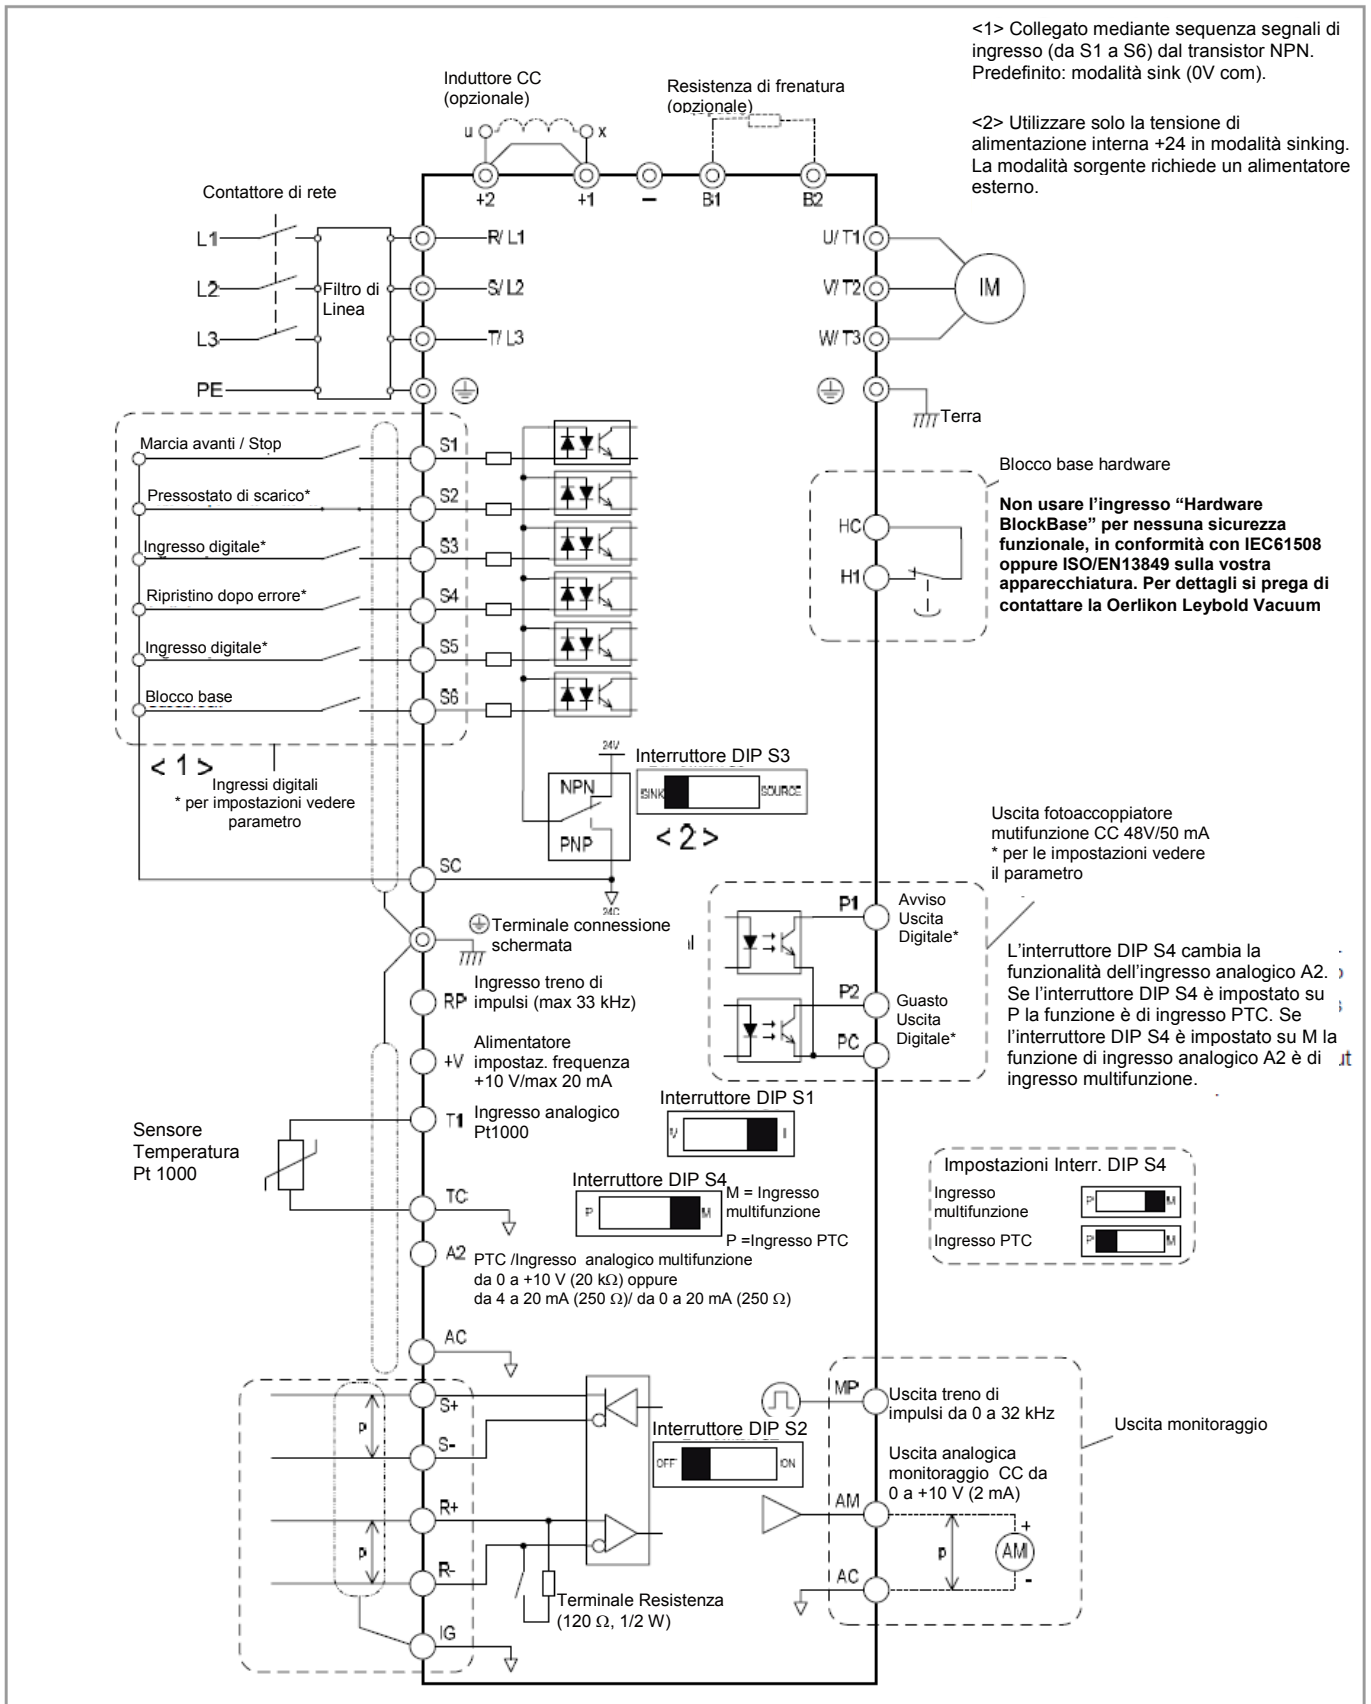 <1> Collegato mediante sequenza segnali di
ingresso (da S1 a S6) dal transistor NPN.
Predefinito: modalità sink (0V com).
<2> Utilizzare solo la tensione di
alimentazione interna +24 in modalità sinking.
La modalità sorgente richiede un alimentatore
esterno.
Induttore CC
(opzionale)
Resistenza di frenatura
(opzionale)
u
x
+2
+1
−
B1
B2
Contattore di rete
L1
L2
L3
PE
Filtro di
Linea
R/ L1
S/ L2
T/ L3
U/ T1
V/ T2
W/ T3
IM
Terra
Marcia avanti / Stop
S1
Pressostato di scarico*
S2
Ingresso digitale*
S3
Ripristino dopo errore*
S4
Ingresso digitale*
S5
Blocco base
S6
< 1 >
Ingressi digitali
* per impostazioni vedere
parametro
Blocco base hardware
HC
H1
Non usare l'ingresso “Hardware
BlockBase” per nessuna sicurezza
funzionale, in conformità con IEC61508
oppure ISO/EN13849 sulla vostra
apparecchiatura. Per dettagli si prega di
contattare la Oerlikon Leybold Vacuum
24V
NPN
PNP
Interruttore DIP S3
SINK
SOURCE
< 2 >
SC
24C
Terminale connessione
schermata
RP
Ingresso treno di
impulsi (max 33 kHz)
+V
Alimentatore
impostaz. frequenza
+10 V/max 20 mA
T1
Ingresso analogico
Pt1000
Sensore
Temperatura
Pt 1000
TC
A2
PTC /Ingresso analogico multifunzione
da 0 a +10 V (20 kΩ) oppure
da 4 a 20 mA (250 Ω)/ da 0 a 20 mA (250 Ω)
AC
Uscita fotoaccoppiatore
mutifunzione CC 48V/50 mA
* per le impostazioni vedere
il parametro
P1
Avviso
Uscita
Digitale*
P2
PC
Guasto
Uscita
Digitale*
L'interruttore DIP S4 cambia la
funzionalità dell'ingresso analogico A2.
Se l'interruttore DIP S4 è impostato su
P la funzione è di ingresso PTC. Se
l'interruttore DIP S4 è impostato su M la
funzione di ingresso analogico A2 è di
ingresso multifunzione.
ut
Interruttore DIP S1
V
I
Interruttore DIP S4
P
M
M = Ingresso
multifunzione
P =Ingresso PTC
Impostazioni Interr. DIP S4
Ingresso
multifunzione
P
M
Ingresso PTC
P
M
S+
S-
R+
R-
IG
P
P
Interruttore DIP S2
OFF
ON
Terminale Resistenza
(120 Ω, 1/2 W)
MP
Uscita treno di
impulsi da 0 a 32 kHz
Uscita analogica
monitoraggio CC da
0 a +10 V (2 mA)
AM
AC
P
+
AM
-
Uscita monitoraggio